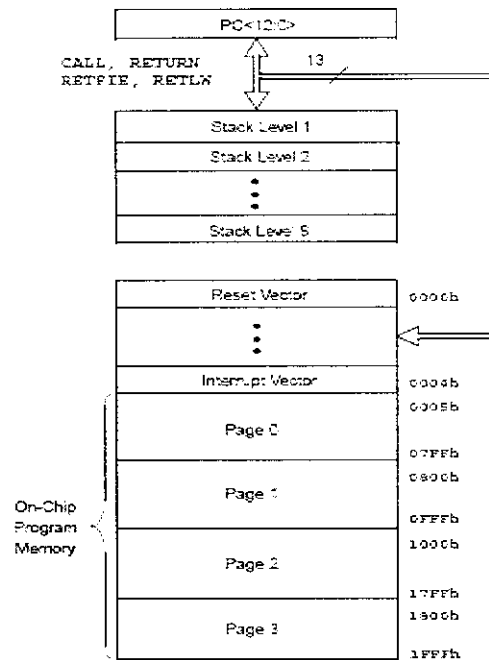 PC<12:0>
CALL, RETURN
RETFIE, RETLW
13
Stack Level 1
Stack Level 2
Stack Level
Reset Vector
0000h
Interrupt Vector
0004h
0005h
Page 0
07FFh
0800h
Page 1
0FFFh
On-Chip
Program
Memory
1000h
Page 2
17FFh
1800h
Page 3
1FFFh